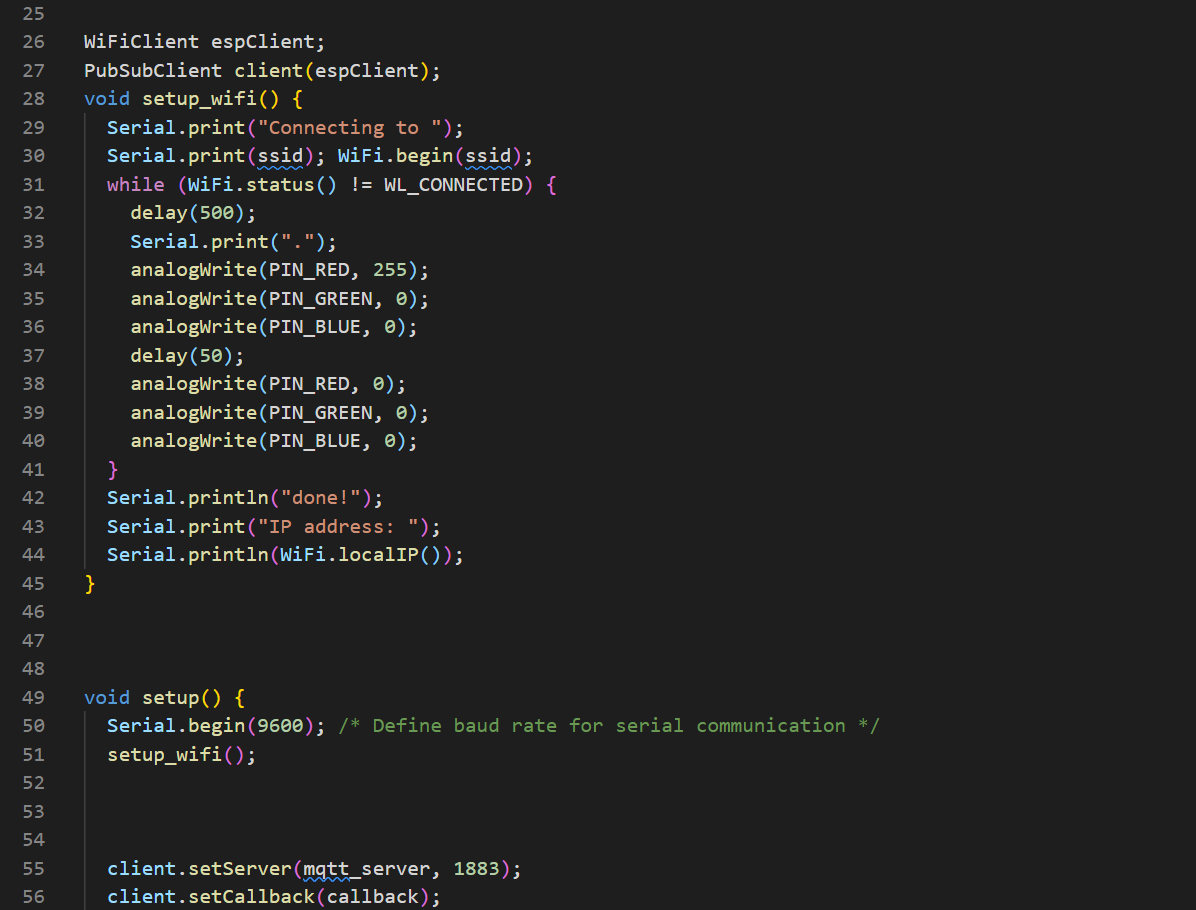 25
26 WiFiClient espClient;
27 PubSubClient client(espClient);
28 void setup_wifi() {
29 Serial.print("Connecting to ");
30 Serial.print(ssid); WiFi.begin(ssid);
31 while (WiFi.status() != WL_CONNECTED) {
32 delay(500);
33 Serial.print(".");
34 analogWrite(PIN_RED, 255);
35 analogWrite(PIN_GREEN, 0);
36 analogWrite(PIN_BLUE, 0);
37 delay(50);
38 analogWrite(PIN_RED, 0);
39 analogWrite(PIN_GREEN, 0);
40 analogWrite(PIN_BLUE, 0);
41 }
42 Serial.println("done!");
43 Serial.print("IP address: ");
44 Serial.println(WiFi.localIP());
45 }
46
47
48
49 void setup() {
50 Serial.begin(9600); /* Define baud rate for serial communication */
51 setup_wifi();
52
53
54
55 client.setServer(mqtt_server, 1883);
56 client.setCallback(callback);